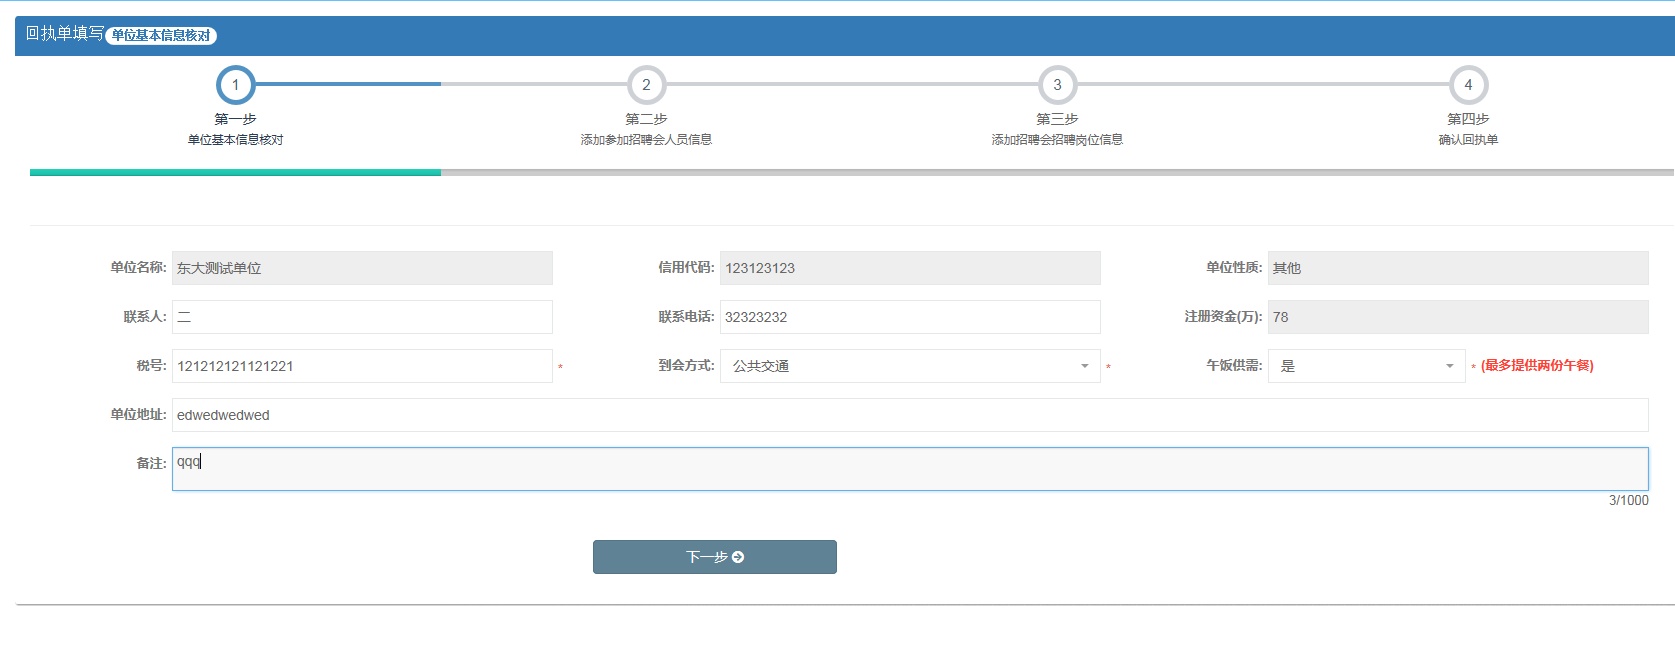 回执单填写 单位基本信息核对
1 2 3 4
第一步 第二步 第三步 第四步
单位基本信息核对 添加参加招聘会人员信息 添加招聘会招聘岗位信息 确认回执单
单位名称: 东大测试单位 信用代码: 123123123 单位性质: 其他
联系人: 二 联系电话: 32323232 注册资金(万): 78
税号: 121212121121221 * 到会方式: 公共交通 * 午饭供需: 是 * (最多提供两份午餐)
单位地址: edwedwedwed
备注: qqq
3/1000
下一步